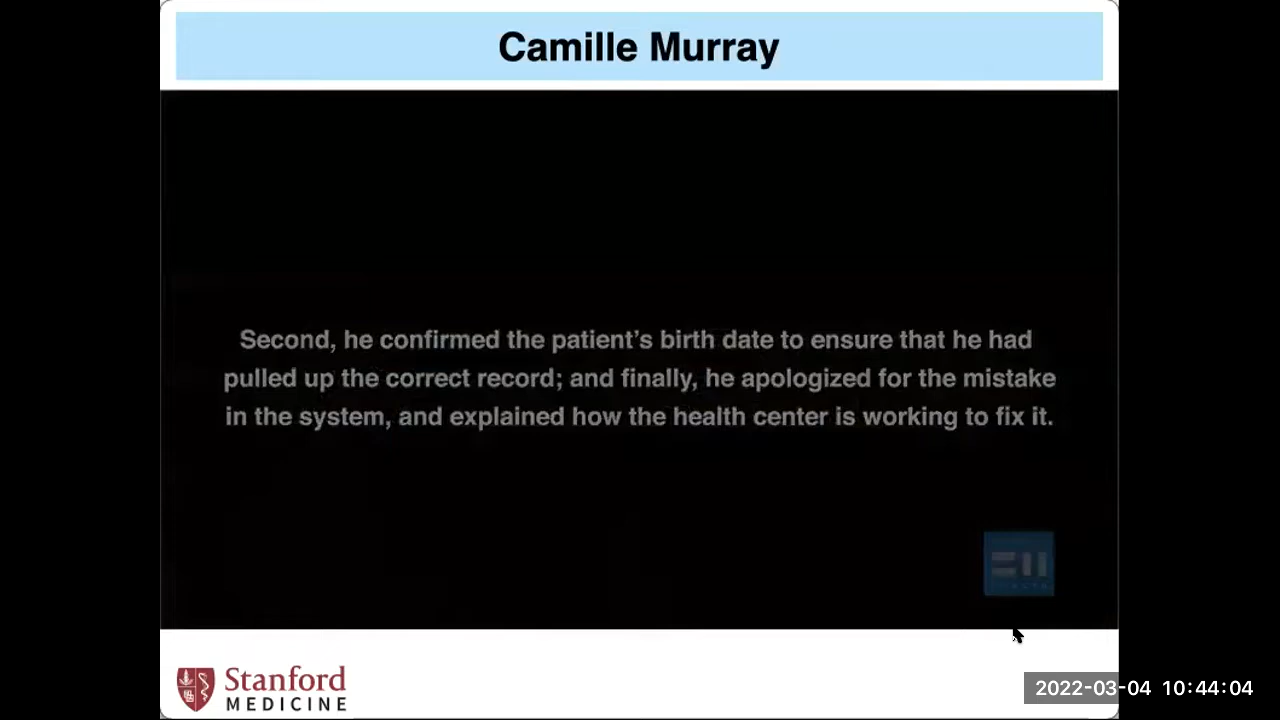 Camille Murray
Second, he confirmed the patient's birth date to ensure that he had
pulled up the correct record; and finally, he apologized for the mistake
in the system, and explained how the health center is working to fix it.
Stanford
MEDICINE
2022-03-04 10:44:04